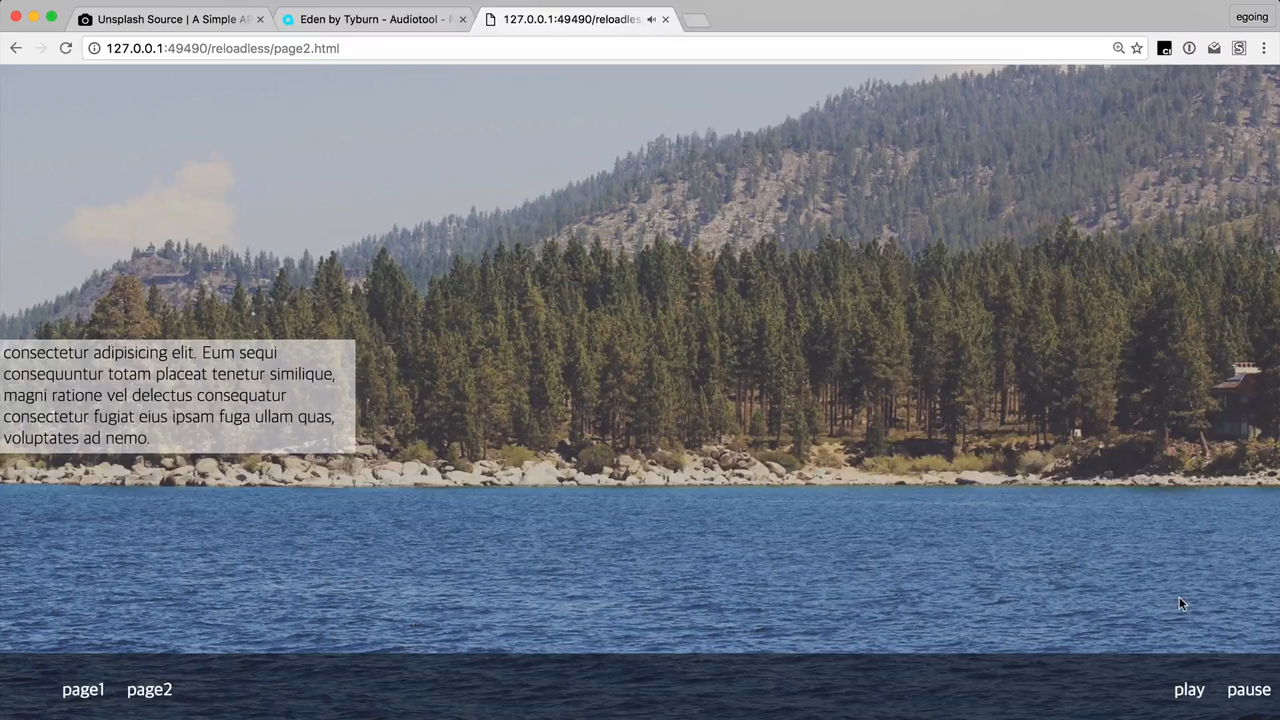 Unsplash Source | A Simple AP
Eden by Tyburn - Audiotool -
127.0.0.1:49490/reloadles
egoing
127.0.0.1:49490/reloadless/page2.html
consectetur adipisicing elit. Eum sequi
consequuntur totam placeat tenetur similique,
magni ratione vel delectus consequatur
consectetur fugiat eius ipsam fuga ullam quas,
voluptates ad nemo.
page1 page2
play pause